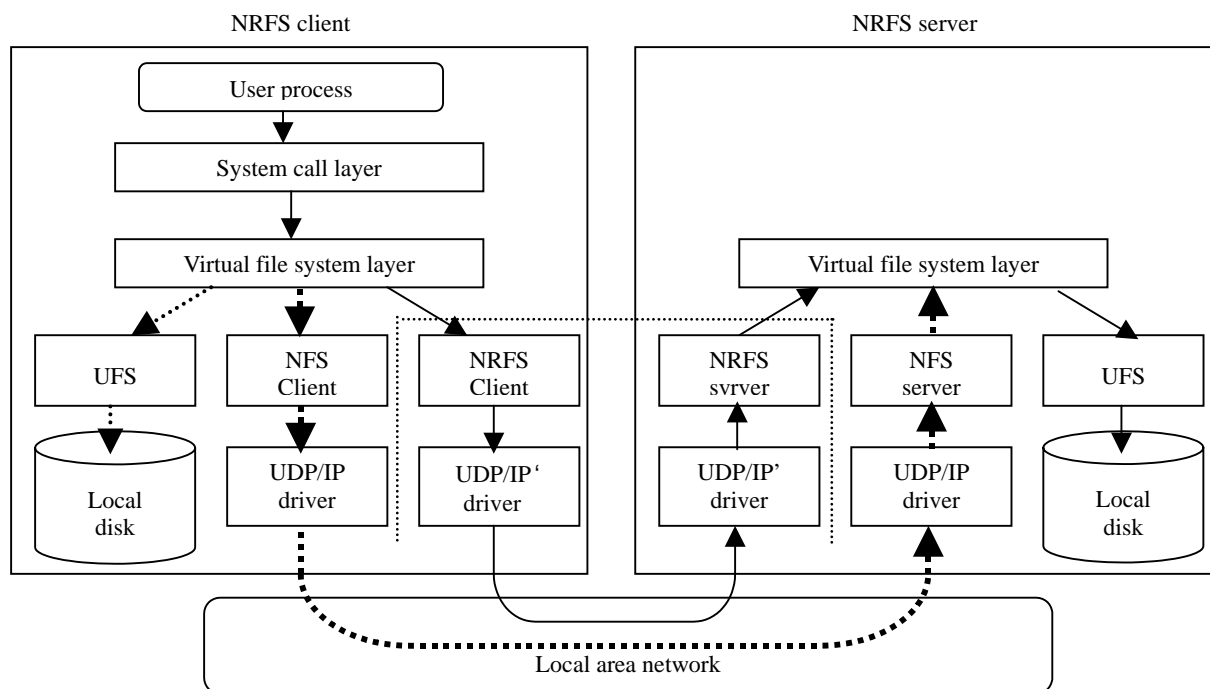 NRFS client
NRFS server
User process
System call layer
Virtual file system layer
Virtual file system layer
UFS
NFS
Client
NRFS
Client
NRFS
svrver
NFS
server
UFS
Local
disk
UDP/IP
driver
UDP/IP‘
driver
UDP/IP’
driver
UDP/IP
driver
Local
disk
Local area network